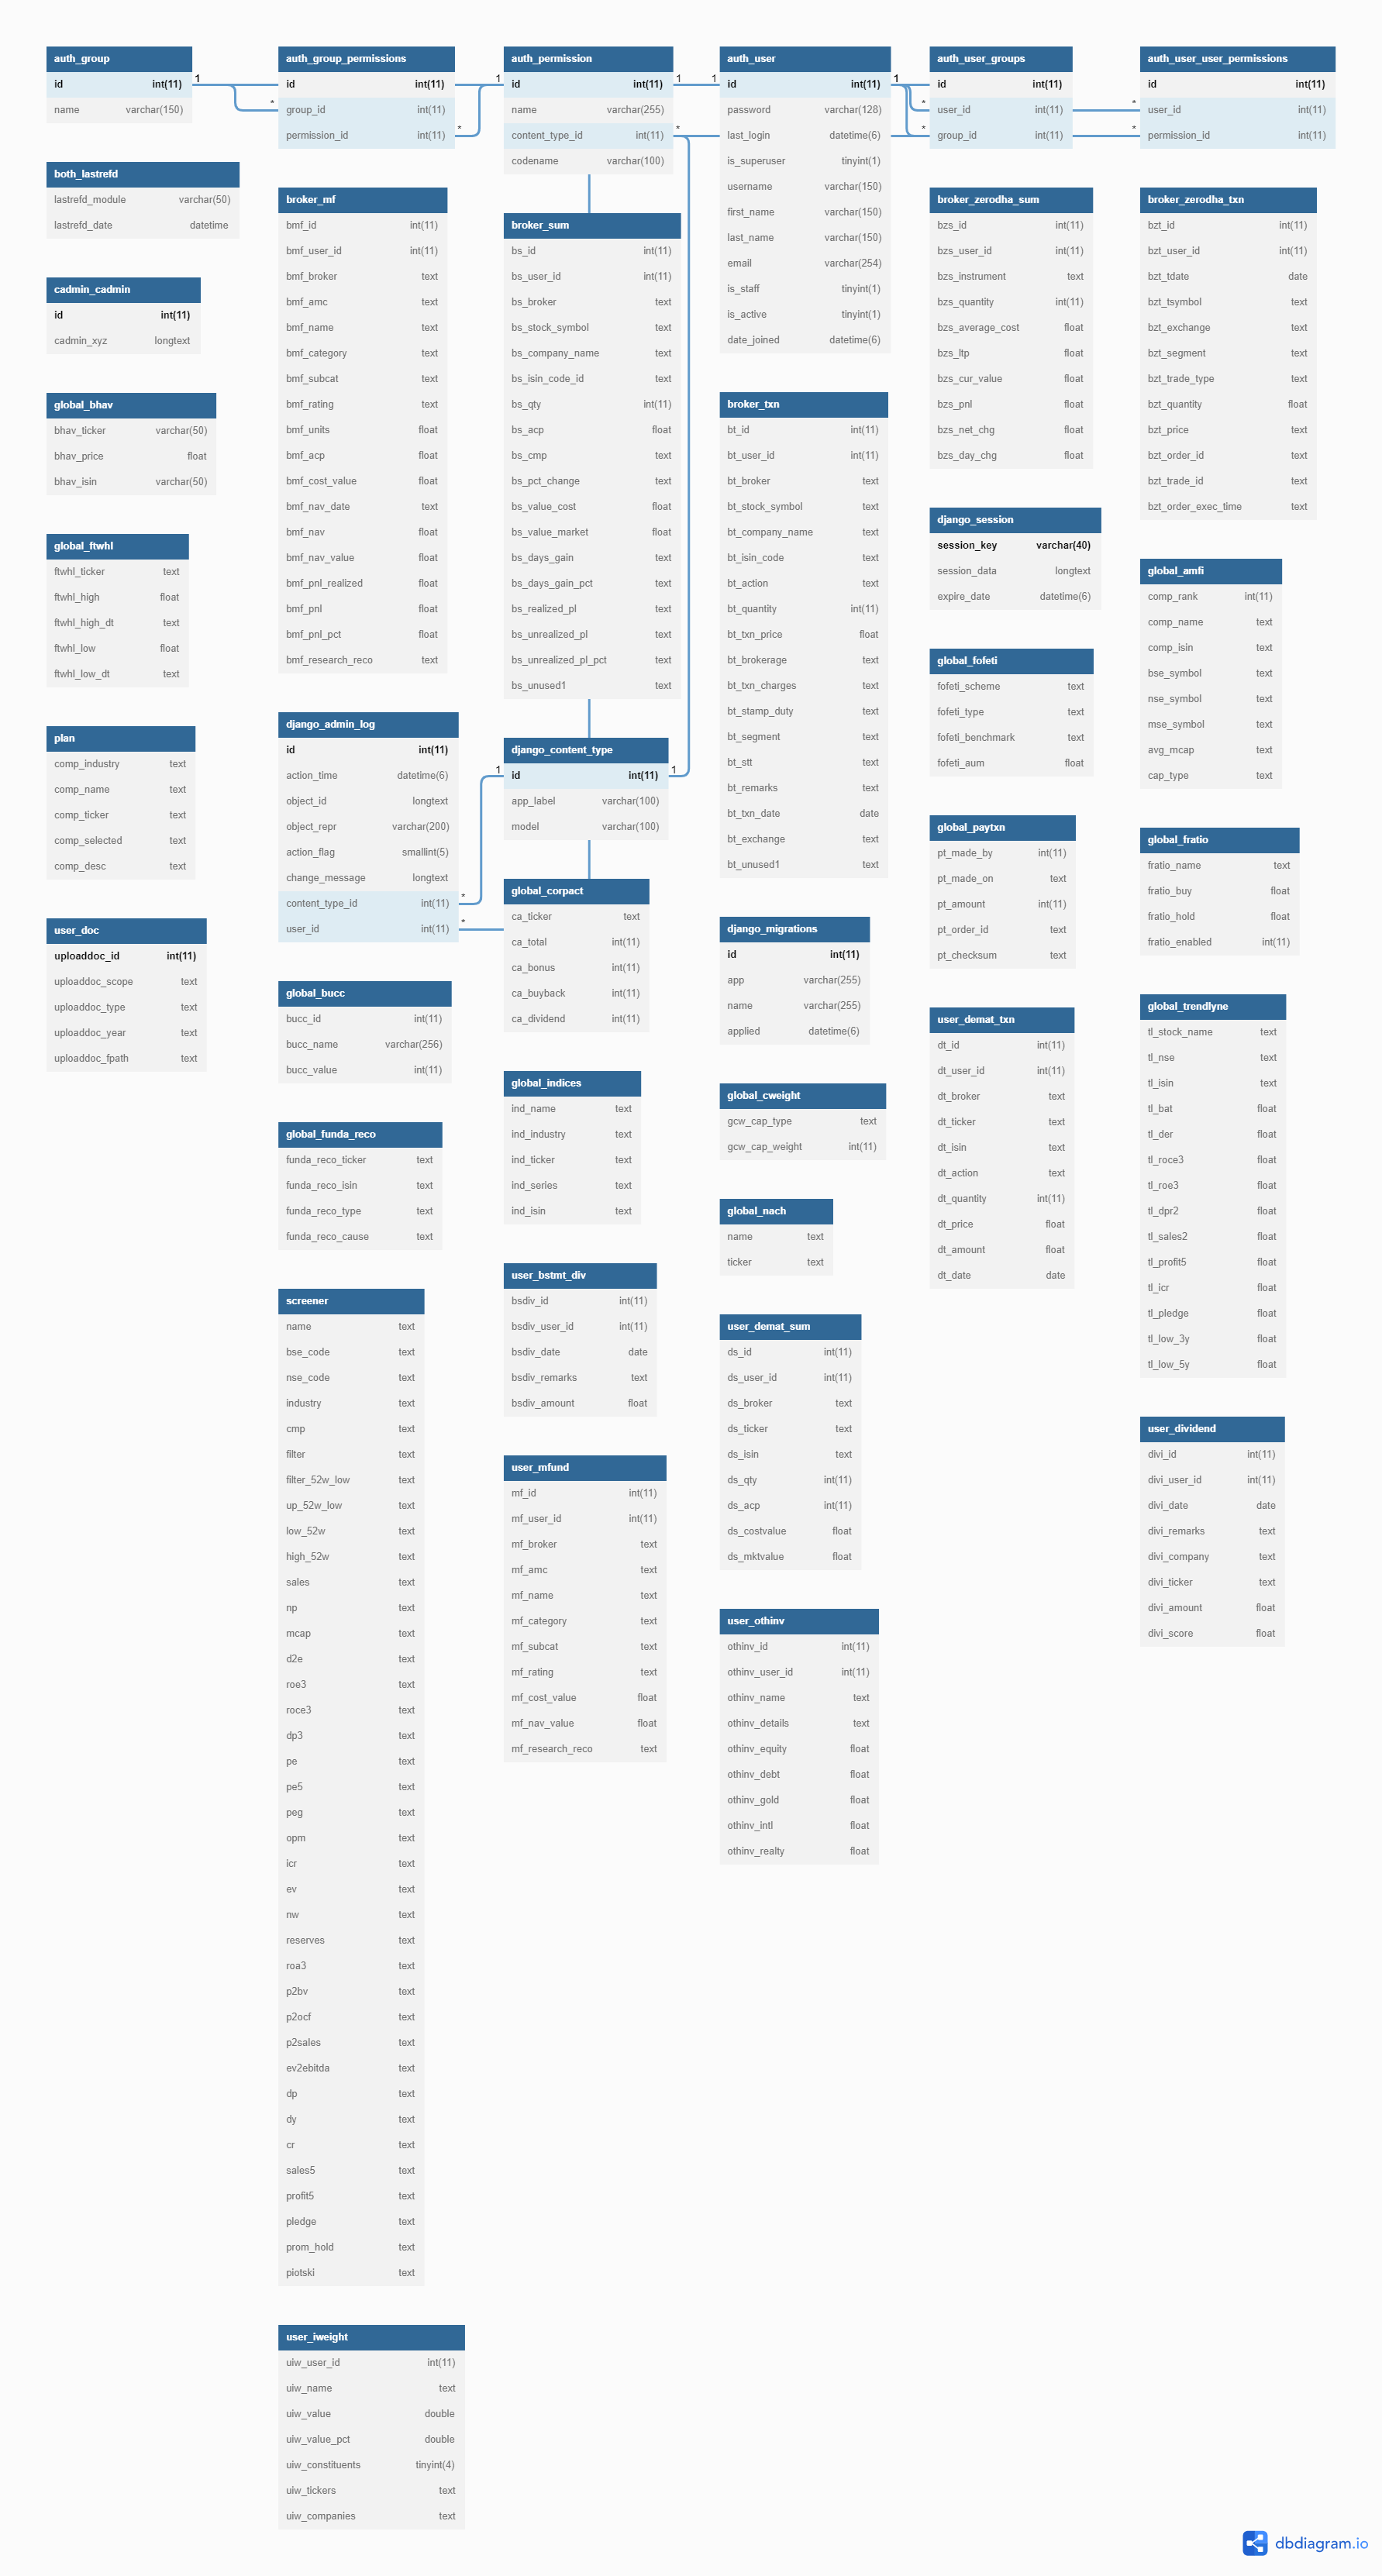 auth_group
id int(11)
name varchar(150)
1
*
both_lastrefd
lastrefd_module varchar(50)
lastrefd_date datetime
cadmin_cadmin
id int(11)
cadmin_xyz longtext
global_bhav
bhav_ticker varchar(50)
bhav_price float
bhav_isin varchar(50)
global_ftwhl
ftwhl_ticker text
ftwhl_high float
ftwhl_high_dt text
ftwhl_low float
ftwhl_low_dt text
plan
comp_industry text
comp_name text
comp_ticker text
comp_selected text
comp_desc text
user_doc
uploaddoc_id int(11)
uploaddoc_scope text
uploaddoc_type text
uploaddoc_year text
uploaddoc_fpath text
auth_group_permissions
id int(11)
group_id int(11)
permission_id int(11)
1
*
broker_mf
bmf_id int(11)
bmf_user_id int(11)
bmf_broker text
bmf_amc text
bmf_name text
bmf_category text
bmf_subcat text
bmf_rating text
bmf_units float
bmf_acp float
bmf_cost_value float
bmf_nav_date text
bmf_nav float
bmf_nav_value float
bmf_pnl_realized float
bmf_pnl float
bmf_pnl_pct float
bmf_research_reco text
django_admin_log
id int(11)
action_time datetime(6)
object_id longtext
object_repr varchar(200)
action_flag smallint(5)
change_message longtext
content_type_id int(11)
user_id int(11)
1
*
*
global_bucc
bucc_id int(11)
bucc_name varchar(256)
bucc_value int(11)
global_funda_reco
funda_reco_ticker text
funda_reco_isin text
funda_reco_type text
funda_reco_cause text
screener
name text
bse_code text
nse_code text
industry text
cmp text
filter text
filter_52w_low text
up_52w_low text
low_52w text
high_52w text
sales text
np text
mcap text
d2e text
roe3 text
roce3 text
dp3 text
pe text
pe5 text
peg text
opm text
icr text
ev text
nw text
reserves text
roa3 text
p2bv text
p2ocf text
p2sales text
ev2ebitda text
dp text
dy text
cr text
sales5 text
profit5 text
pledge text
prom_hold text
piotski text
user_iweight
uiw_user_id int(11)
uiw_name text
uiw_value double
uiw_value_pct double
uiw_constituents tinyint(4)
uiw_tickers text
uiw_companies text
auth_permission
id int(11)
name varchar(255)
content_type_id int(11)
codename varchar(100)
1
1
*
broker_sum
bs_id int(11)
bs_user_id int(11)
bs_broker text
bs_stock_symbol text
bs_company_name text
bs_isin_code_id text
bs_qty int(11)
bs_acp float
bs_cmp text
bs_pct_change text
bs_value_cost float
bs_value_market float
bs_days_gain text
bs_days_gain_pct text
bs_realized_pl text
bs_unrealized_pl text
bs_unrealized_pl_pct text
bs_unused1 text
django_content_type
id int(11)
app_label varchar(100)
model varchar(100)
1
global_corpact
ca_ticker text
ca_total int(11)
ca_bonus int(11)
ca_buyback int(11)
ca_dividend int(11)
global_indices
ind_name text
ind_industry text
ind_ticker text
ind_series text
ind_isin text
user_bstmt_div
bsdiv_id int(11)
bsdiv_user_id int(11)
bsdiv_date date
bsdiv_remarks text
bsdiv_amount float
user_mfund
mf_id int(11)
mf_user_id int(11)
mf_broker text
mf_amc text
mf_name text
mf_category text
mf_subcat text
mf_rating text
mf_cost_value float
mf_nav_value float
mf_research_reco text
auth_user
id int(11)
password varchar(128)
last_login datetime(6)
is_superuser tinyint(1)
username varchar(150)
first_name varchar(150)
last_name varchar(150)
email varchar(254)
is_staff tinyint(1)
is_active tinyint(1)
date_joined datetime(6)
1
broker_txn
bt_id int(11)
bt_user_id int(11)
bt_broker text
bt_stock_symbol text
bt_company_name text
bt_isin_code text
bt_action text
bt_quantity int(11)
bt_txn_price float
bt_brokerage text
bt_txn_charges text
bt_stamp_duty text
bt_segment text
bt_stt text
bt_remarks text
bt_txn_date date
bt_exchange text
bt_unused1 text
django_migrations
id int(11)
app varchar(255)
name varchar(255)
applied datetime(6)
global_cweight
gcw_cap_type text
gcw_cap_weight int(11)
global_nach
name text
ticker text
user_demat_sum
ds_id int(11)
ds_user_id int(11)
ds_broker text
ds_ticker text
ds_isin text
ds_qty int(11)
ds_acp int(11)
ds_costvalue float
ds_mktvalue float
user_othinv
othinv_id int(11)
othinv_user_id int(11)
othinv_name text
othinv_details text
othinv_equity float
othinv_debt float
othinv_gold float
othinv_intl float
othinv_realty float
auth_user_groups
id int(11)
user_id int(11)
group_id int(11)
1
*
*
broker_zerodha_sum
bzs_id int(11)
bzs_user_id int(11)
bzs_instrument text
bzs_quantity int(11)
bzs_average_cost float
bzs_ltp float
bzs_cur_value float
bzs_pnl float
bzs_net_chg float
bzs_day_chg float
django_session
session_key varchar(40)
session_data longtext
expire_date datetime(6)
global_fofeti
fofeti_scheme text
fofeti_type text
fofeti_benchmark text
fofeti_aum float
global_paytxn
pt_made_by int(11)
pt_made_on text
pt_amount int(11)
pt_order_id text
pt_checksum text
user_demat_txn
dt_id int(11)
dt_user_id int(11)
dt_broker text
dt_ticker text
dt_isin text
dt_action text
dt_quantity int(11)
dt_price float
dt_amount float
dt_date date
auth_user_user_permissions
id int(11)
user_id int(11)
permission_id int(11)
*
*
broker_zerodha_txn
bzt_id int(11)
bzt_user_id int(11)
bzt_tdate date
bzt_tsymbol text
bzt_exchange text
bzt_segment text
bzt_trade_type text
bzt_quantity float
bzt_price text
bzt_order_id text
bzt_trade_id text
bzt_order_exec_time text
global_amfi
comp_rank int(11)
comp_name text
comp_isin text
bse_symbol text
nse_symbol text
mse_symbol text
avg_mcap text
cap_type text
global_fratio
fratio_name text
fratio_buy float
fratio_hold float
fratio_enabled int(11)
global_trendlyne
tl_stock_name text
tl_nse text
tl_isin text
tl_bat float
tl_der float
tl_roce3 float
tl_roe3 float
tl_dpr2 float
tl_sales2 float
tl_profit5 float
tl_icr float
tl_pledge float
tl_low_3y float
tl_low_5y float
user_dividend
divi_id int(11)
divi_user_id int(11)
divi_date date
divi_remarks text
divi_company text
divi_ticker text
divi_amount float
divi_score float
dbdiagram.io